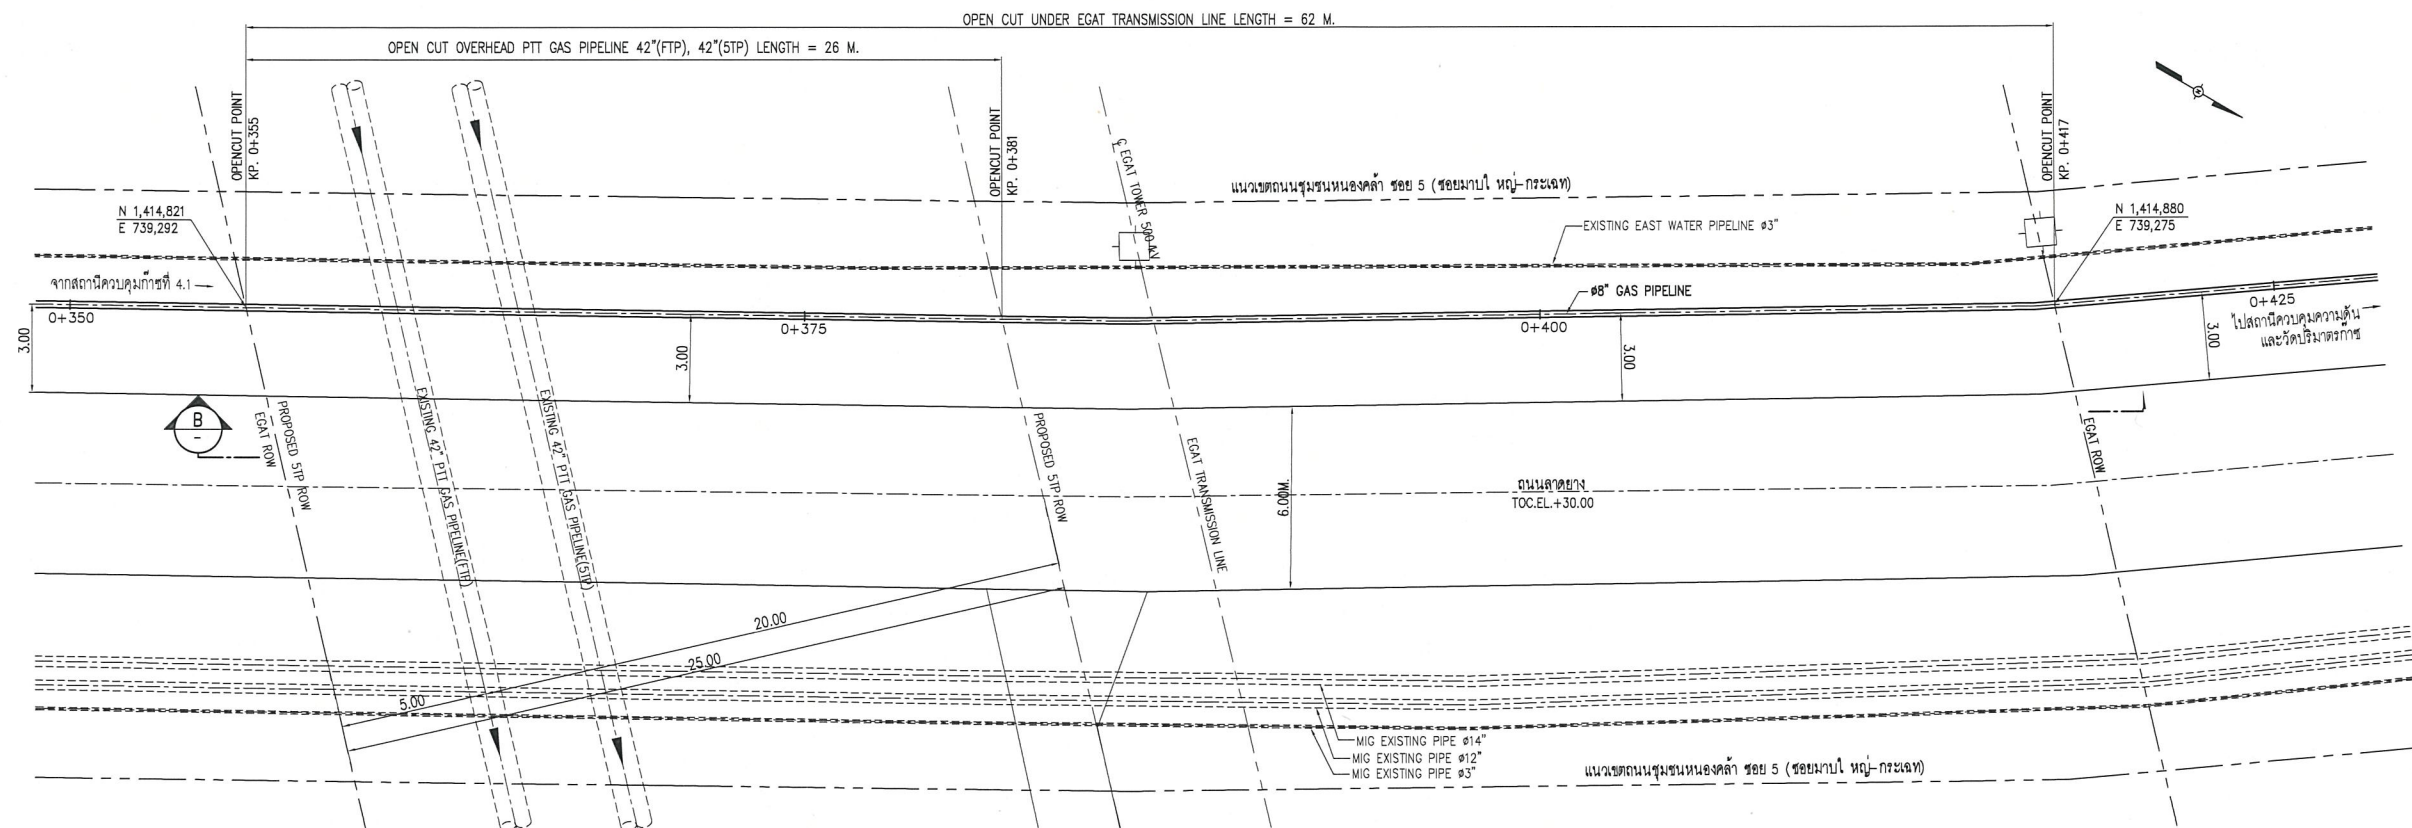 OPEN CUT UNDER EGAT TRANSMISSION LINE LENGTH = 62 M.
OPEN CUT OVERHEAD PTT GAS PIPELINE 42"(FTP), 42"(5TP) LENGTH = 26 M.
OPENCUT POINT
KP. 0+355
OPENCUT POINT
KP. 0+381
OPENCUT POINT
KP. 0+417
₵ EGAT TOWER 500 kV
แนวเขตถนนชุมชนหนองคล้า ซอย 5 (ซอยมาบใหญ่-กระเฉท)
N 1,414,821
E 739,292
EXISTING EAST WATER PIPELINE ø3"
N 1,414,880
E 739,275
จากสถานีควบคุมก๊าซที่ 4.1
ø8" GAS PIPELINE
0+350
0+375
0+400
0+425
ไปสถานีควบคุมความดัน
และวัดปริมาตรก๊าซ
3.00
3.00
3.00
3.00
B
-
PROPOSED 5TP ROW
EGAT ROW
EXISTING 42" PTT GAS PIPELINE(FTP)
EXISTING 42" PTT GAS PIPELINE(5TP)
PROPOSED 5TP ROW
EGAT TRANSMISSION LINE
6.00M.
EGAT ROW
ถนนลาดยาง
TOC.EL.+30.00
20.00
25.00
5.00
MIG EXISTING PIPE ø14"
MIG EXISTING PIPE ø12"
MIG EXISTING PIPE ø3"
แนวเขตถนนชุมชนหนองคล้า ซอย 5 (ซอยมาบใหญ่-กระเฉท)